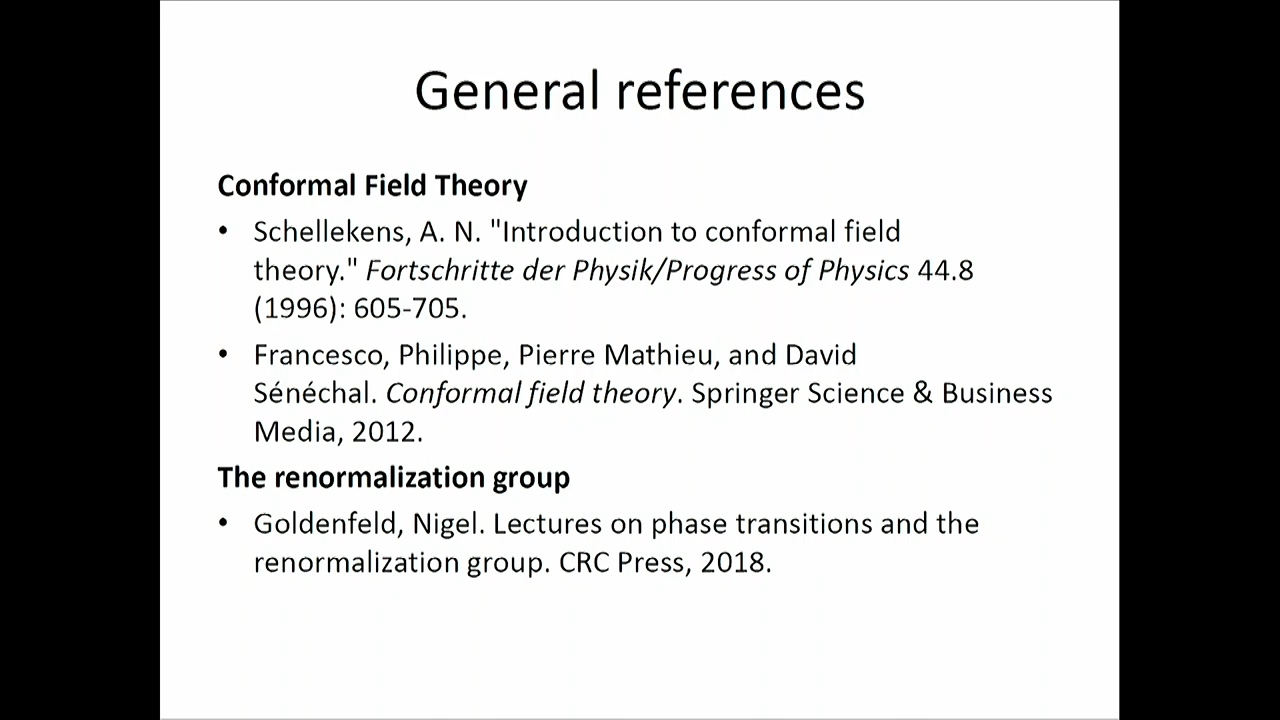 General references
Conformal Field Theory
• Schellekens, A. N. "Introduction to conformal field
theory." Fortschritte der Physik/Progress of Physics 44.8
(1996): 605-705.
• Francesco, Philippe, Pierre Mathieu, and David
Sénéchal. Conformal field theory. Springer Science & Business
Media, 2012.
The renormalization group
• Goldenfeld, Nigel. Lectures on phase transitions and the
renormalization group. CRC Press, 2018.